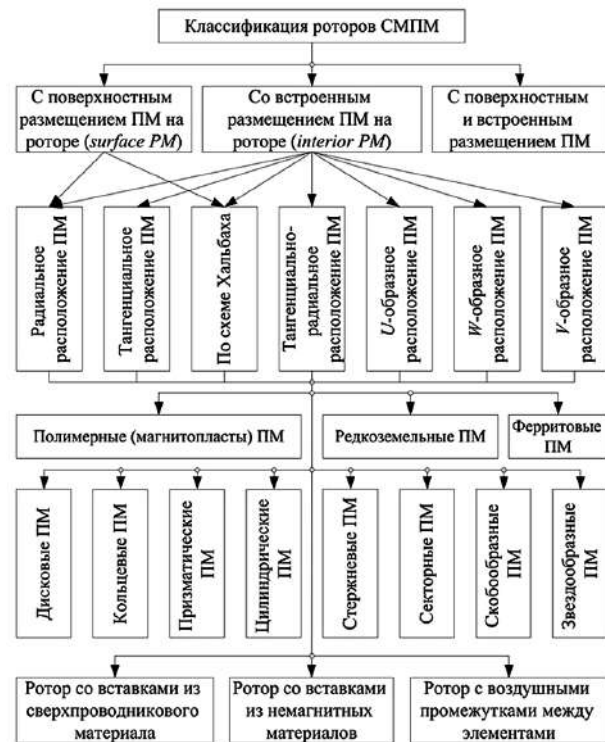 Классификация роторов СМПМ
С поверхностным
размещением ПМ на
роторе (surface PM)
Со встроенным
размещением ПМ на
роторе (interior PM)
С поверхностным
и встроенным
размещением ПМ
Радиальное
расположение ПМ
Тангенциальное
расположение ПМ
По схеме Хальбаха
Тангенциально-
радиальное
расположение ПМ
U-образное
расположение ПМ
W-образное
расположение ПМ
V-образное
расположение ПМ
Полимерные (магнитопласты) ПМ
Редкоземельные ПМ
Ферритовые
ПМ
Дисковые ПМ
Кольцевые ПМ
Призматические
ПМ
Цилиндрические
ПМ
Стержневые ПМ
Секторные ПМ
Скобообразные
ПМ
Звездообразные
ПМ
Ротор со вставками из
сверхпроводникового
материала
Ротор со вставками
из немагнитных
материалов
Ротор с воздушными
промежутками между
элементами